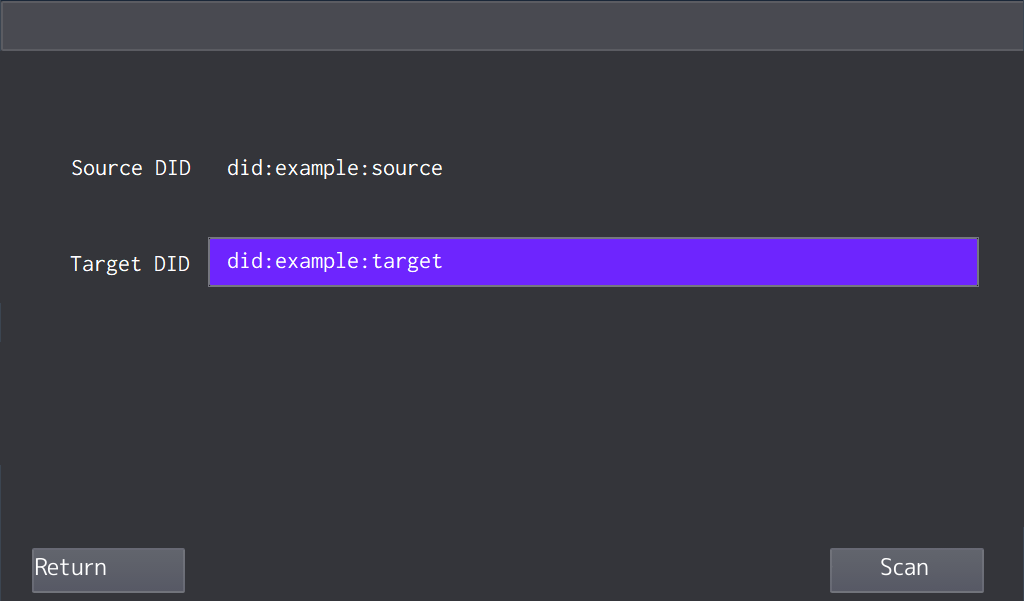 Source DID did:example:source
Target DID did:example:target
Return Scan